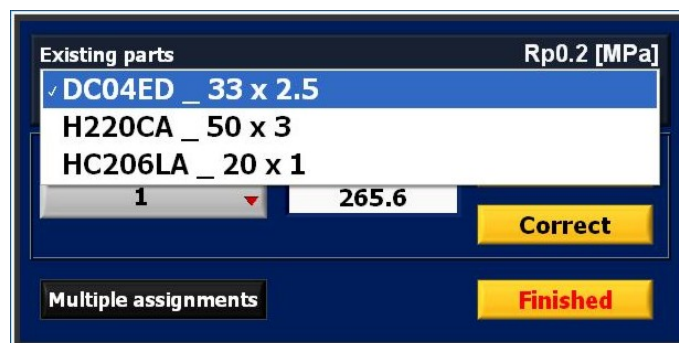 Existing parts Rp0.2 [MPa]
✓DC04ED _ 33 x 2.5
H220CA _ 50 x 3
HC206LA _ 20 x 1
1 265.6
Correct
Multiple assignments Finished